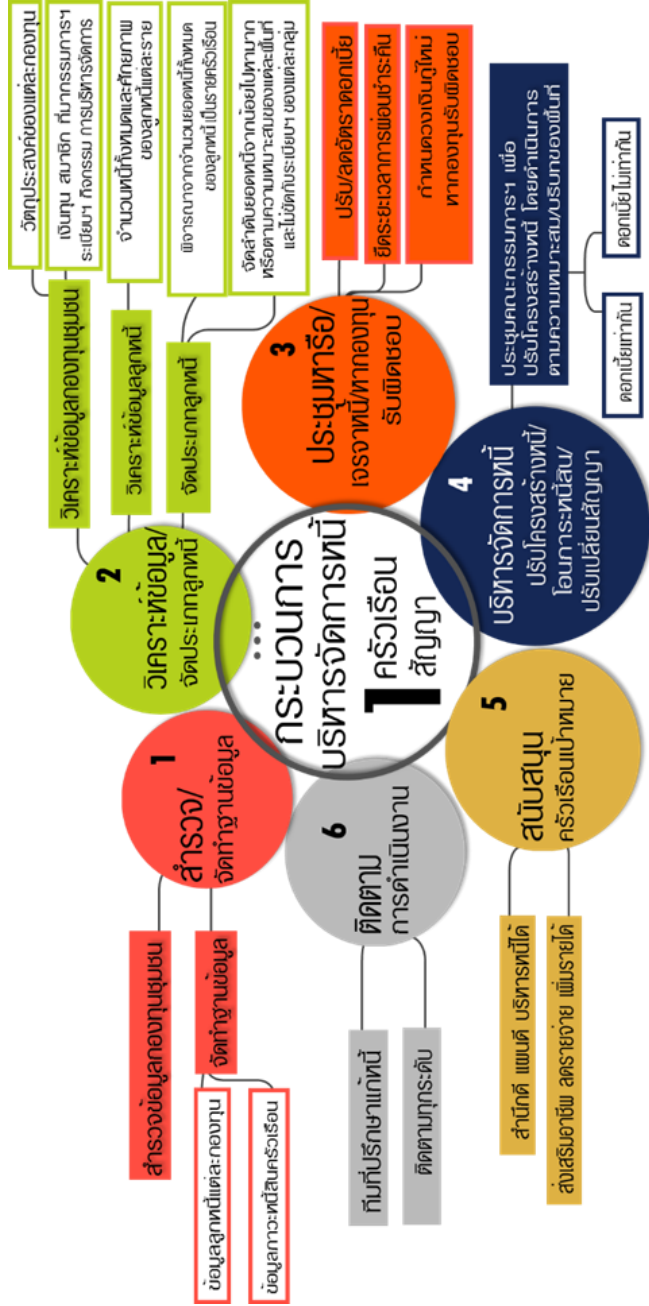 กระบวนการ
บริหารจัดการหนี้
1 ครัวเรือน
สัญญา
1
สำรวจ/
จัดทำฐานข้อมูล
สำรวจข้อมูลกองทุนชุมชน
จัดทำฐานข้อมูล
ข้อมูลลูกหนี้แต่ละกองทุน
ข้อมูลภาวะหนี้สินครัวเรือน
2
วิเคราะห์ข้อมูล/
จัดประเภทลูกหนี้
วิเคราะห์ข้อมูลกองทุนชุมชน
วัตถุประสงค์ของแต่ละกองทุน
เงินทุน สมาชิก ที่มากรรมการฯ
ระเบียบฯ กิจกรรม การบริหารจัดการ
วิเคราะห์ข้อมูลลูกหนี้
จำนวนหนี้ทั้งหมดและศักยภาพ
ของลูกหนี้แต่ละราย
จัดประเภทลูกหนี้
พิจารณาจากจำนวนยอดหนี้ทั้งหมด
ของลูกหนี้ เป็นรายครัวเรือน
จัดลำดับยอดหนี้จากน้อยไปหามาก
หรือตามความเหมาะสมของแต่ละพื้นที่
และไม่ขัดกับระเบียบฯ ของแต่ละกลุ่ม
3
ประชุมหารือ/
เจรจาหนี้/หากองทุน
รับผิดชอบ
ปรับ/ลดอัตราดอกเบี้ย
ยืดระยะเวลาการผ่อนชำระคืน
กำหนดวงเงินกู้ใหม่
หากองทุนรับผิดชอบ
4
บริหารจัดการหนี้
ปรับโครงสร้างหนี้/
โอนภาระหนี้สิน/
ปรับเปลี่ยนสัญญา
ประชุมคณะกรรมการฯ เพื่อ
ปรับโครงสร้างหนี้ โดยดำเนินการ
ตามความเหมาะสม/บริบทของพื้นที่
ดอกเบี้ยเท่ากัน
ดอกเบี้ยไม่เท่ากัน
5
สนับสนุน
ครัวเรือนเป้าหมาย
สำนึกดี แผนดี บริหารหนี้ได้
ส่งเสริมอาชีพ ลดรายจ่าย เพิ่มรายได้
6
ติดตาม
การดำเนินงาน
ทีมที่ปรึกษาแก้หนี้
ติดตามทุกระดับ